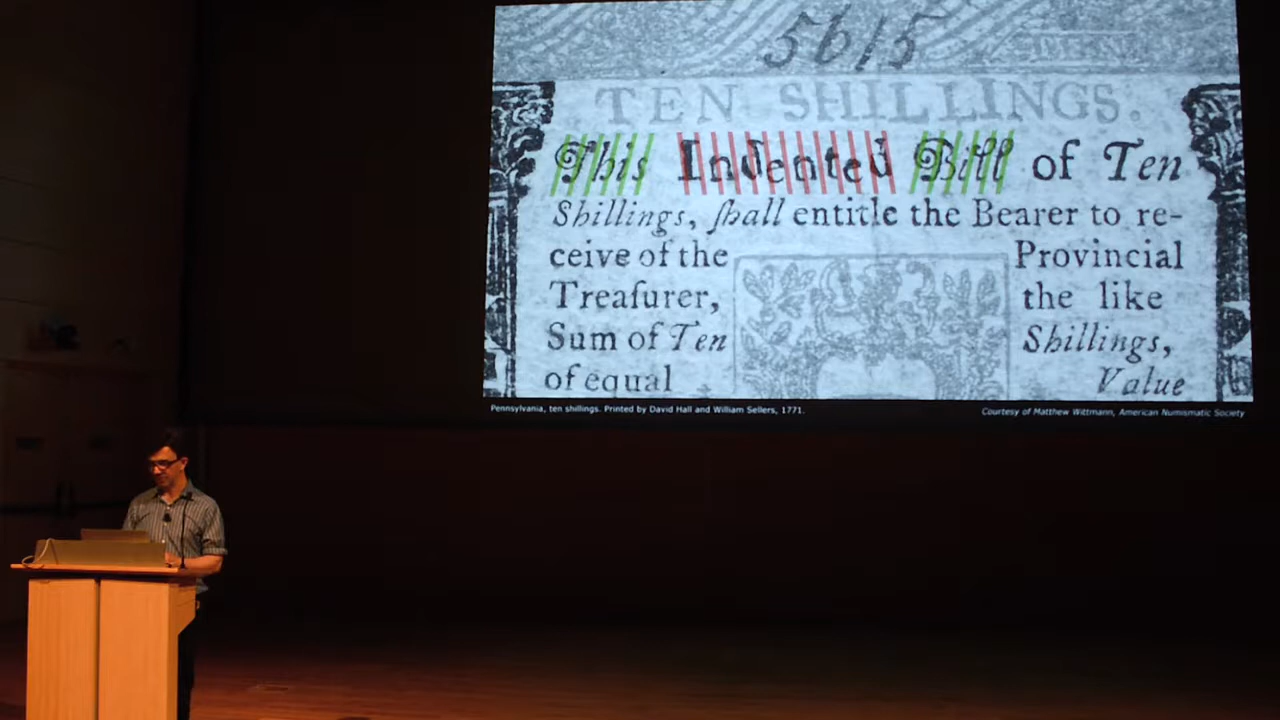 5615
TEN SHILLINGS.
This Indented Bill of Ten
Shillings, ſhall entitle the Bearer to re-
ceive of the Provincial
Treaſurer, the like
Sum of Ten Shillings,
of equal Value
Pennsylvania, ten shillings. Printed by David Hall and William Sellers, 1771.
Courtesy of Matthew Wittmann, American Numismatic Society